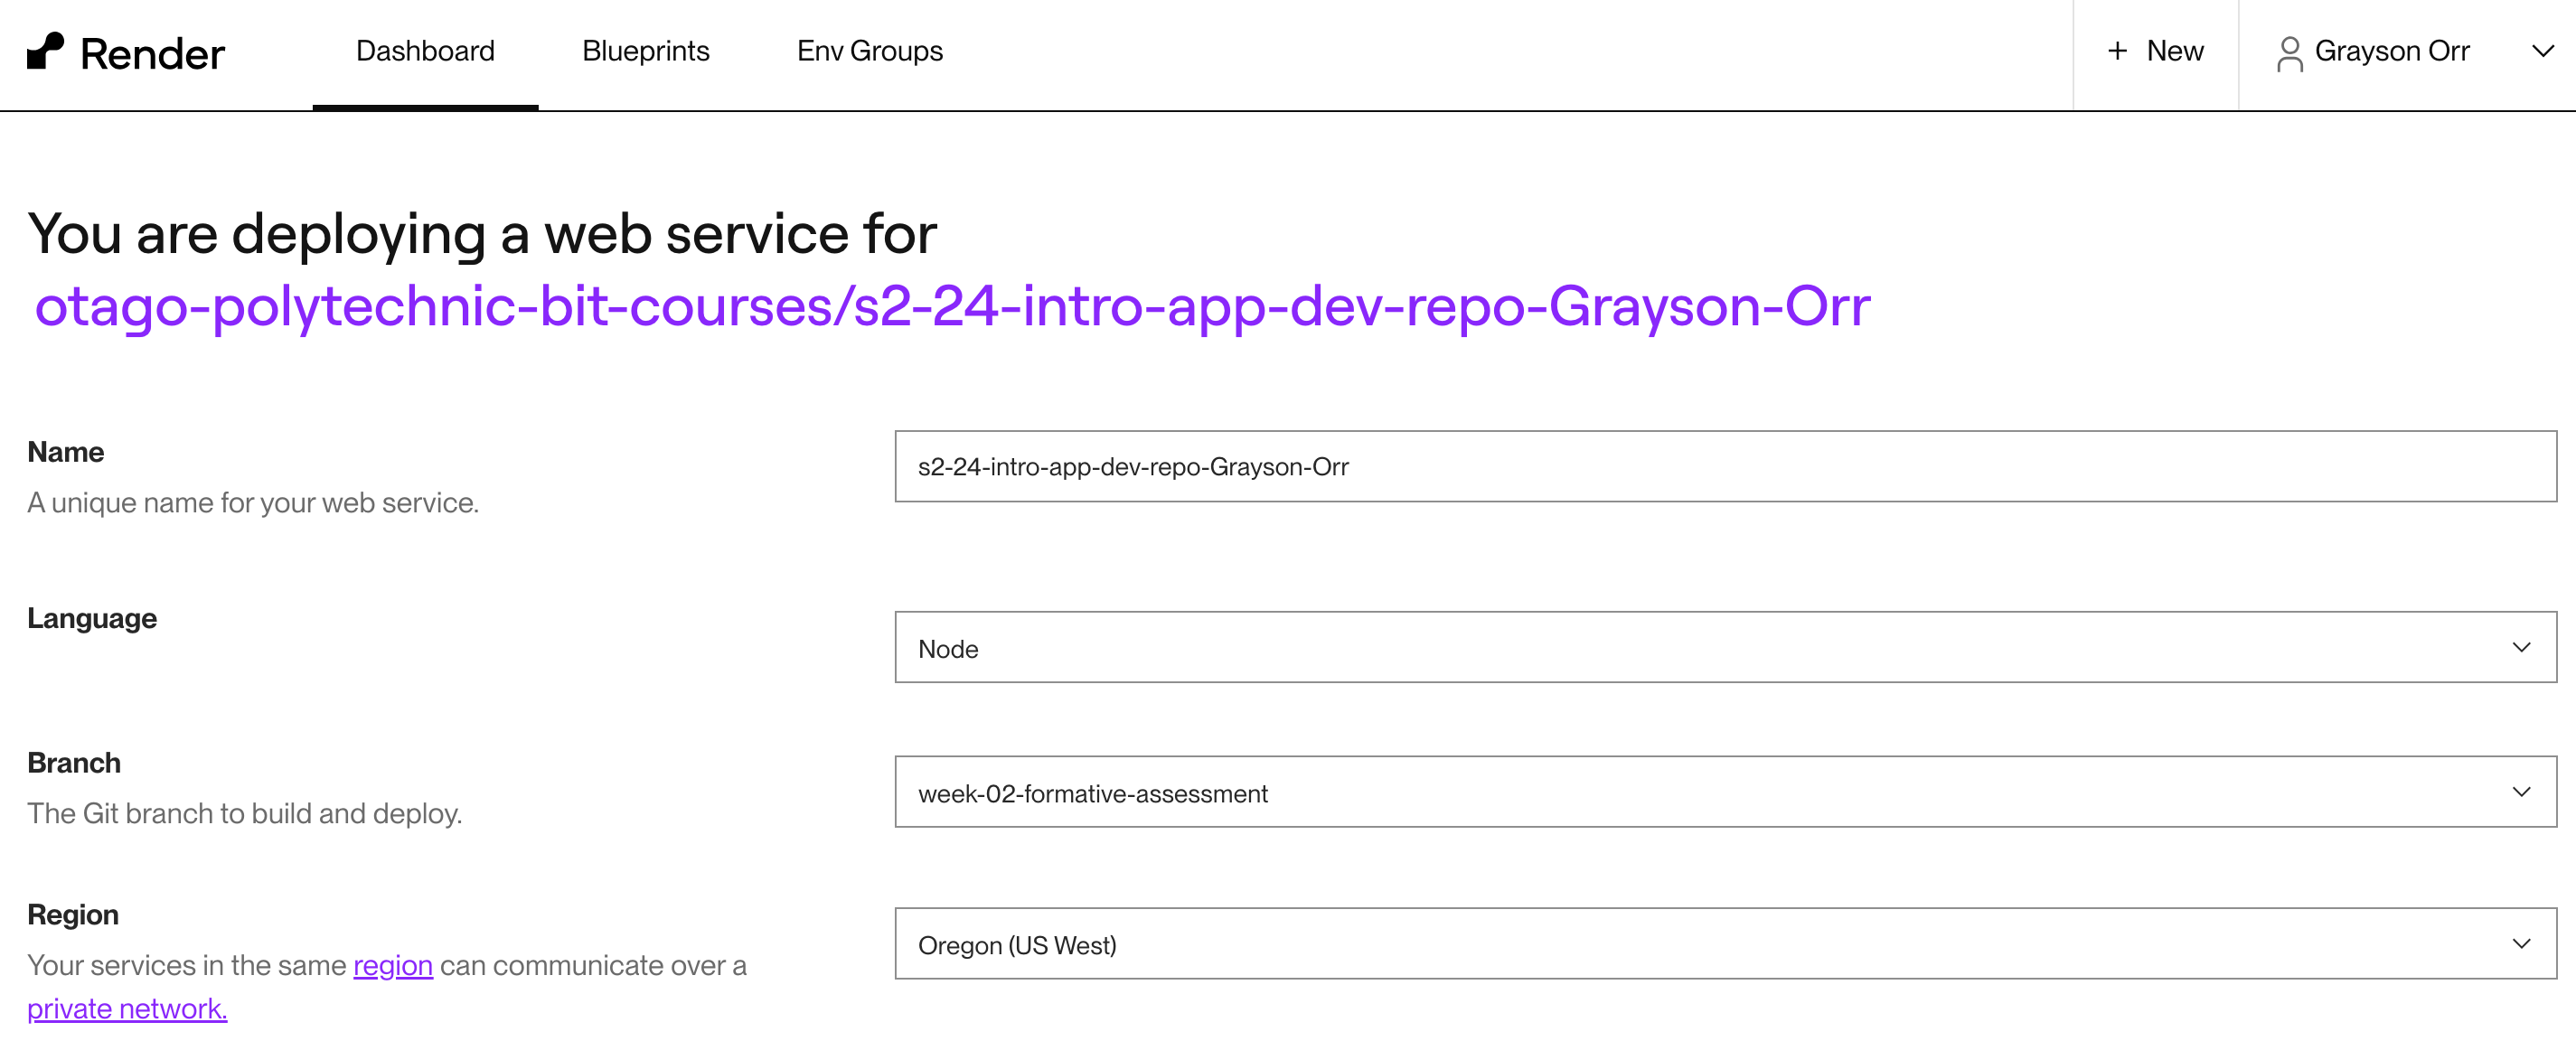 Render
Dashboard
Blueprints
Env Groups
+ New
Grayson Orr
You are deploying a web service for
otago-polytechnic-bit-courses/s2-24-intro-app-dev-repo-Grayson-Orr
Name
A unique name for your web service.
s2-24-intro-app-dev-repo-Grayson-Orr
Language
Node
Branch
The Git branch to build and deploy.
week-02-formative-assessment
Region
Your services in the same region can communicate over a
private network.
Oregon (US West)